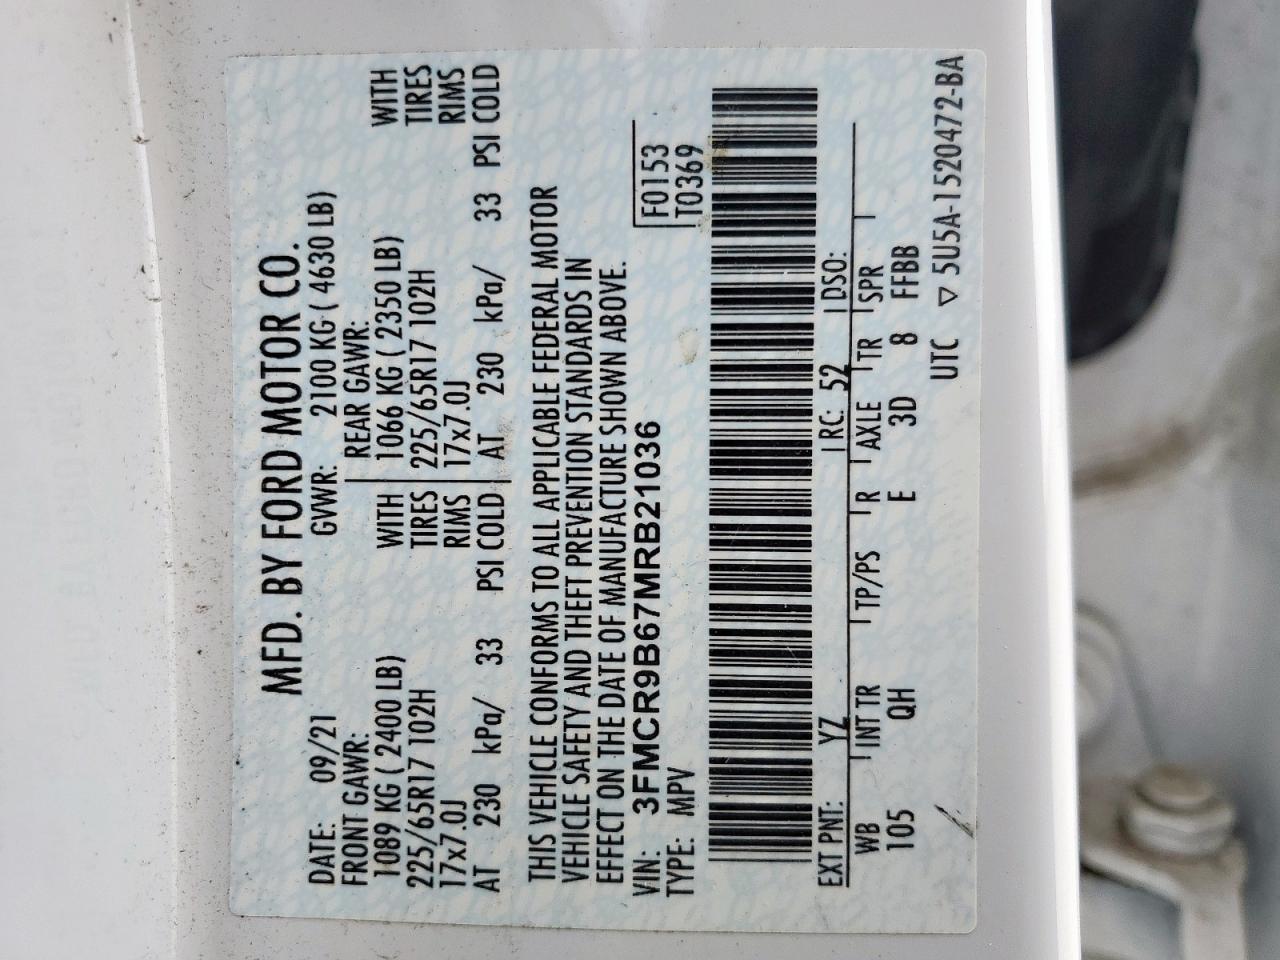 MFD. BY FORD MOTOR CO.
DATE: 09/21 GVWR: 2100 KG ( 4630 LB)
FRONT GAWR: REAR GAWR:
1089 KG ( 2400 LB) WITH 1066 KG ( 2350 LB) WITH
225/65R17 102H TIRES 225/65R17 102H TIRES
17x7.0J RIMS 17x7.0J RIMS
AT 230 kPa/ 33 PSI COLD AT 230 kPa/ 33 PSI COLD
THIS VEHICLE CONFORMS TO ALL APPLICABLE FEDERAL MOTOR
VEHICLE SAFETY AND THEFT PREVENTION STANDARDS IN
EFFECT ON THE DATE OF MANUFACTURE SHOWN ABOVE.
VIN: 3FMCR9B67MRB21036 F0153
TYPE: MPV T0369
EXT PNT: YZ RC: 52 DSO:
WB INT TR TP/PS R AXLE TR SPR
105 QH E 3D 8 FFBB
UTC ▽ 5U5A-1520472-BA